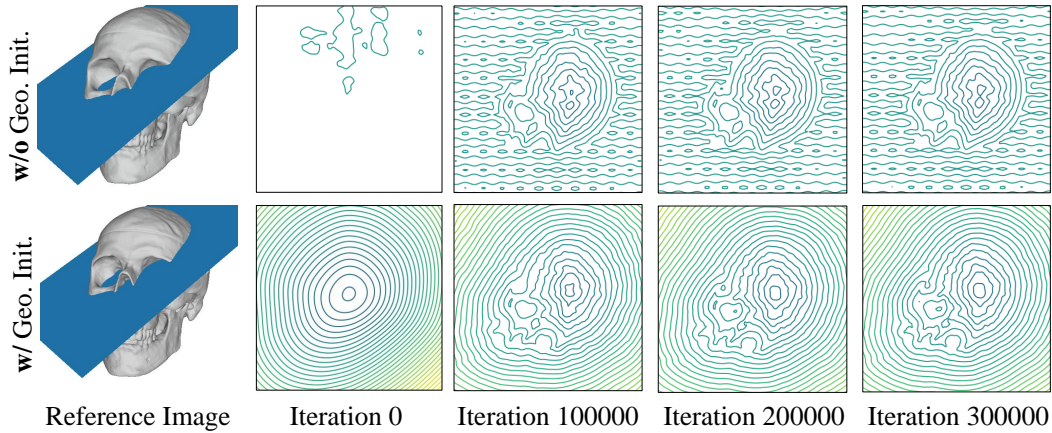 w/o Geo. Init.
w/ Geo. Init.
Reference Image
Iteration 0
Iteration 100000
Iteration 200000
Iteration 300000